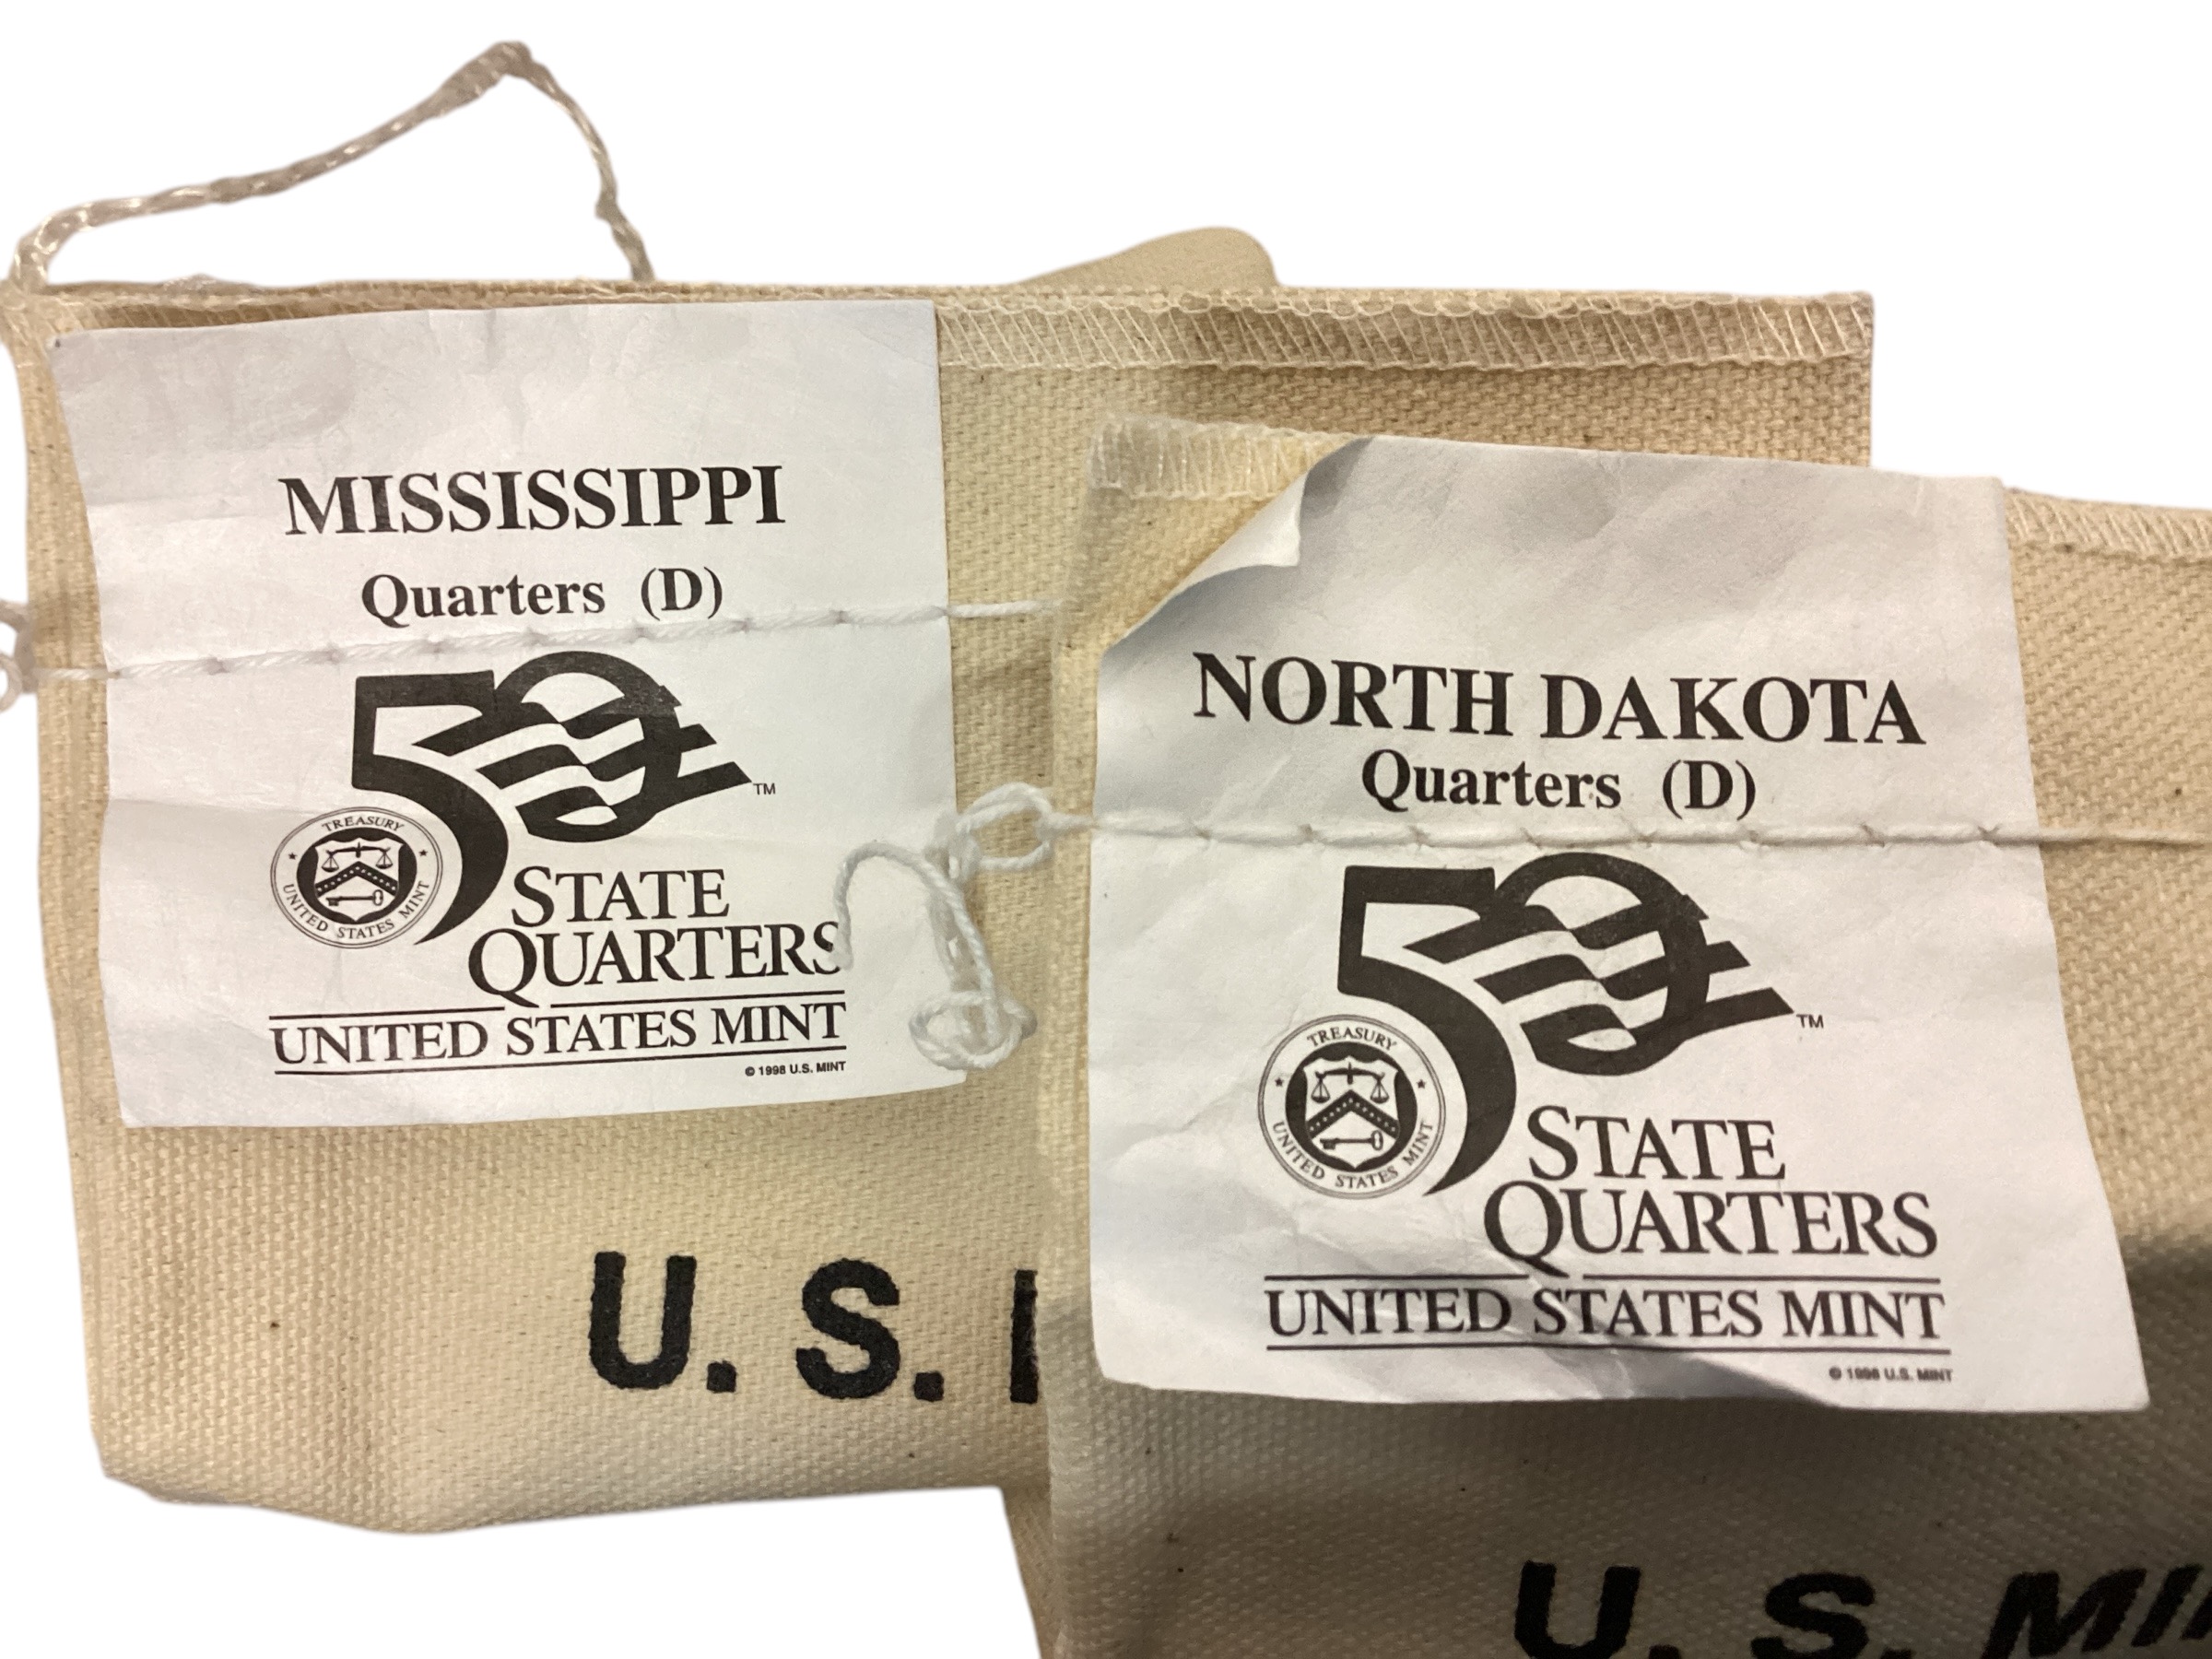 MISSISSIPPI
Quarters (D)
50
TM
TREASURY
UNITED STATES MINT
STATE
QUARTERS
UNITED STATES MINT
© 1998 U.S. MINT
U. S.
NORTH DAKOTA
Quarters (D)
50
TM
TREASURY
UNITED STATES MINT
STATE
QUARTERS
UNITED STATES MINT
© 1998 U.S. MINT
U. S. MI